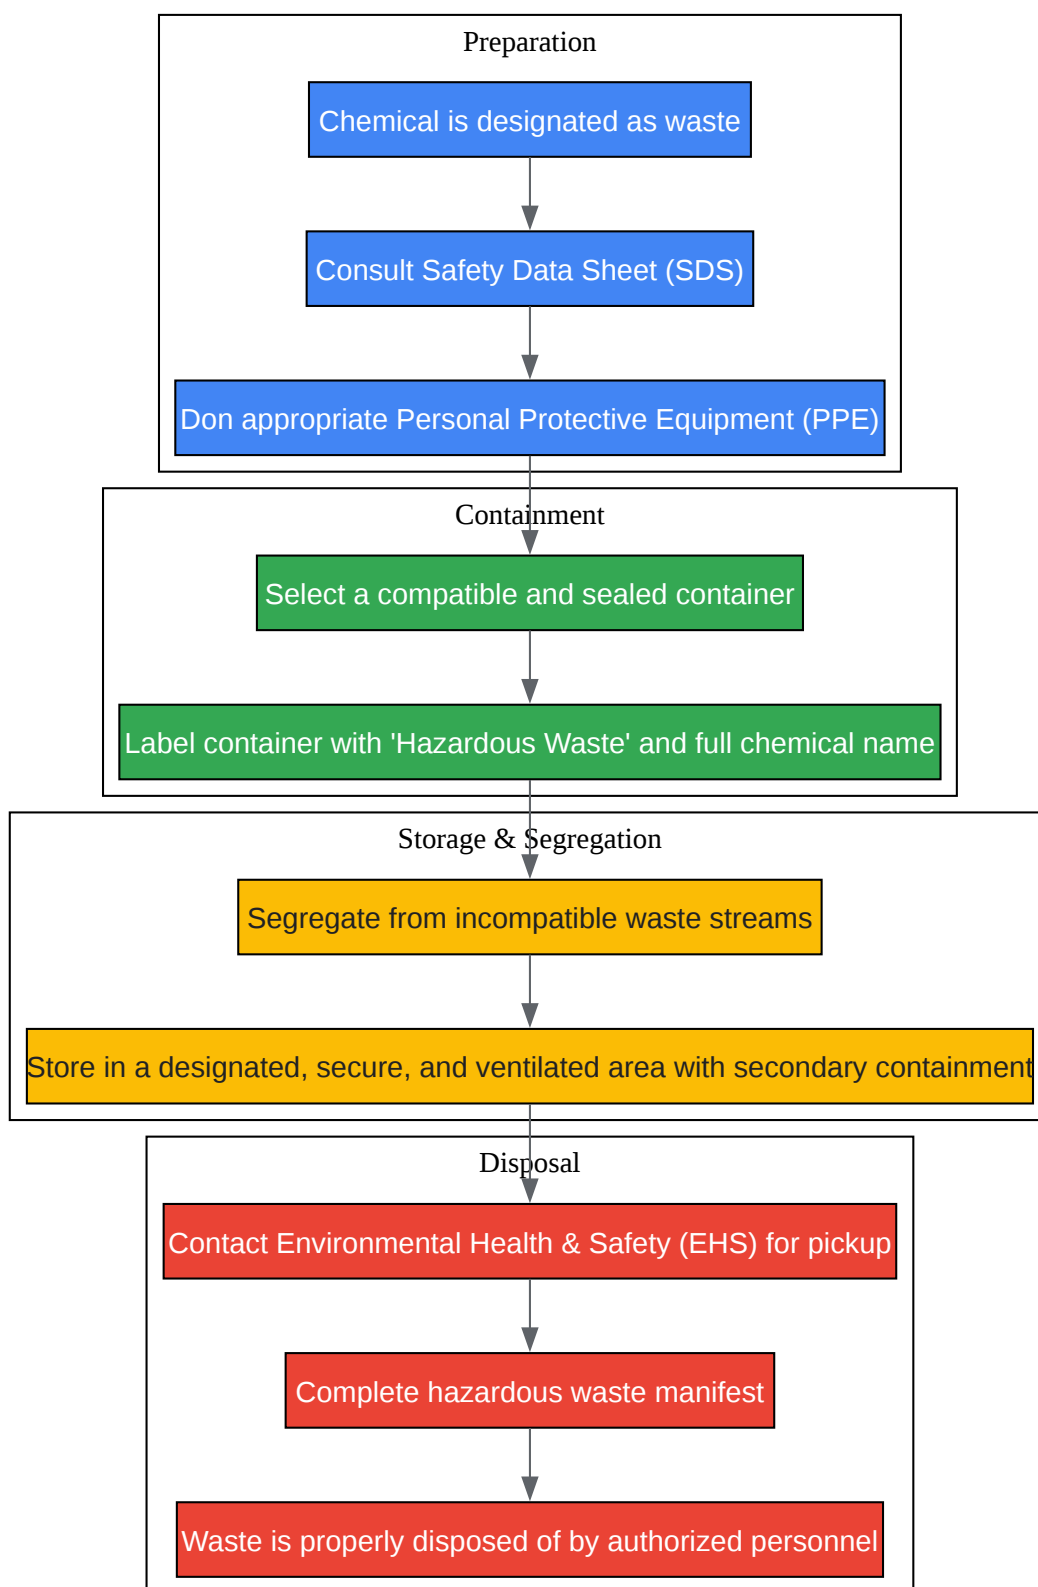 Preparation
Chemical is designated as waste
Consult Safety Data Sheet (SDS)
Don appropriate Personal Protective Equipment (PPE)
Containment
Select a compatible and sealed container
Label container with 'Hazardous Waste' and full chemical name
Storage & Segregation
Segregate from incompatible waste streams
Store in a designated, secure, and ventilated area with secondary containment
Disposal
Contact Environmental Health & Safety (EHS) for pickup
Complete hazardous waste manifest
Waste is properly disposed of by authorized personnel